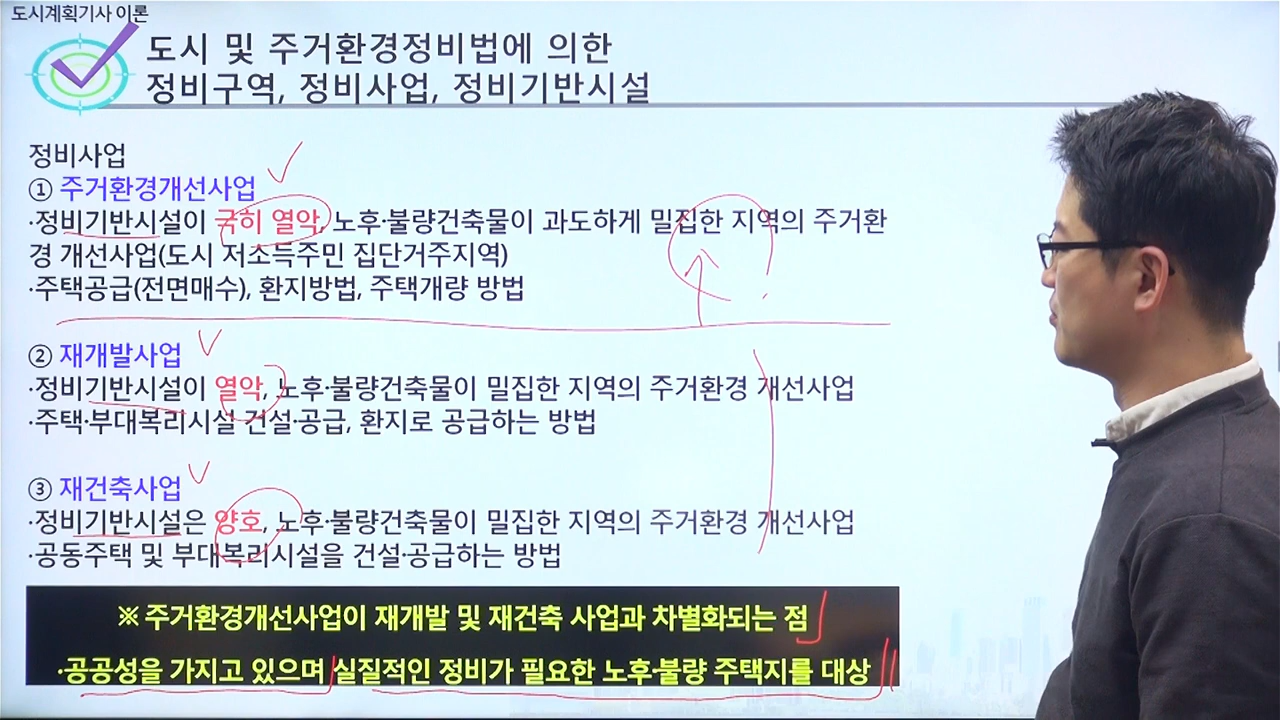 도시계획기사 이론
도시 및 주거환경정비법에 의한
정비구역, 정비사업, 정비기반시설
정비사업
① 주거환경개선사업
·정비기반시설이 극히 열악, 노후·불량건축물이 과도하게 밀집한 지역의 주거환
경 개선사업(도시 저소득주민 집단거주지역)
·주택공급(전면매수), 환지방법, 주택개량 방법
② 재개발사업
·정비기반시설이 열악, 노후·불량건축물이 밀집한 지역의 주거환경 개선사업
·주택·부대복리시설 건설·공급, 환지로 공급하는 방법
③ 재건축사업
·정비기반시설은 양호, 노후·불량건축물이 밀집한 지역의 주거환경 개선사업
·공동주택 및 부대복리시설을 건설·공급하는 방법
※ 주거환경개선사업이 재개발 및 재건축 사업과 차별화되는 점
·공공성을 가지고 있으며 실질적인 정비가 필요한 노후·불량 주택지를 대상